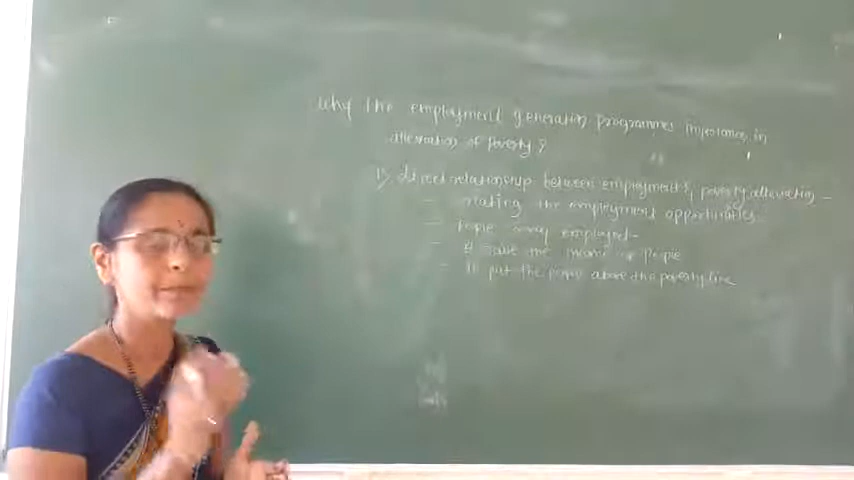 Why the employment generation programmes importance in
alleviation of poverty?
1) direct relationship between employment & poverty alleviation -
- creating the employment opportunities
- People may employed -
- It raise the income of people
- It put the people above the poverty line